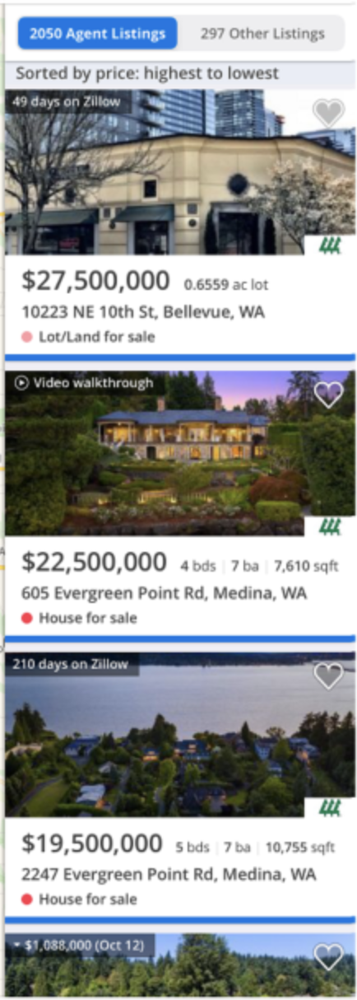 2050 Agent Listings 297 Other Listings
Sorted by price: highest to lowest
49 days on Zillow
$27,500,000 0.6559 ac lot
10223 NE 10th St, Bellevue, WA
Lot/Land for sale
Video walkthrough
$22,500,000 4 bds | 7 ba | 7,610 sqft
605 Evergreen Point Rd, Medina, WA
House for sale
210 days on Zillow
$19,500,000 5 bds | 7 ba | 10,755 sqft
2247 Evergreen Point Rd, Medina, WA
House for sale
$1,088,000 (Oct 12)